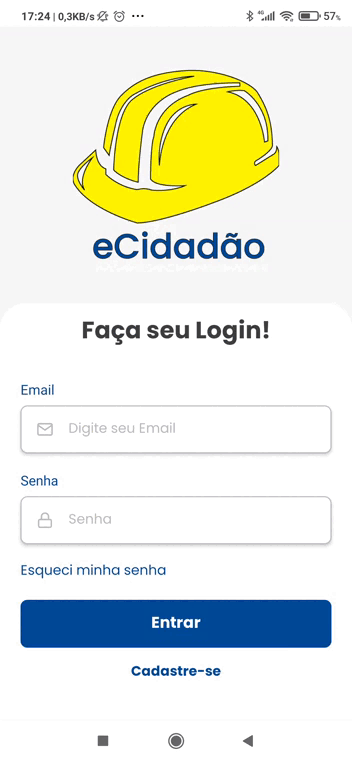 17:24 | 0,3KB/s ... 4G 57%
eCidadão
Faça seu Login!
Email
Digite seu Email
Senha
Senha
Esqueci minha senha
Entrar
Cadastre-se